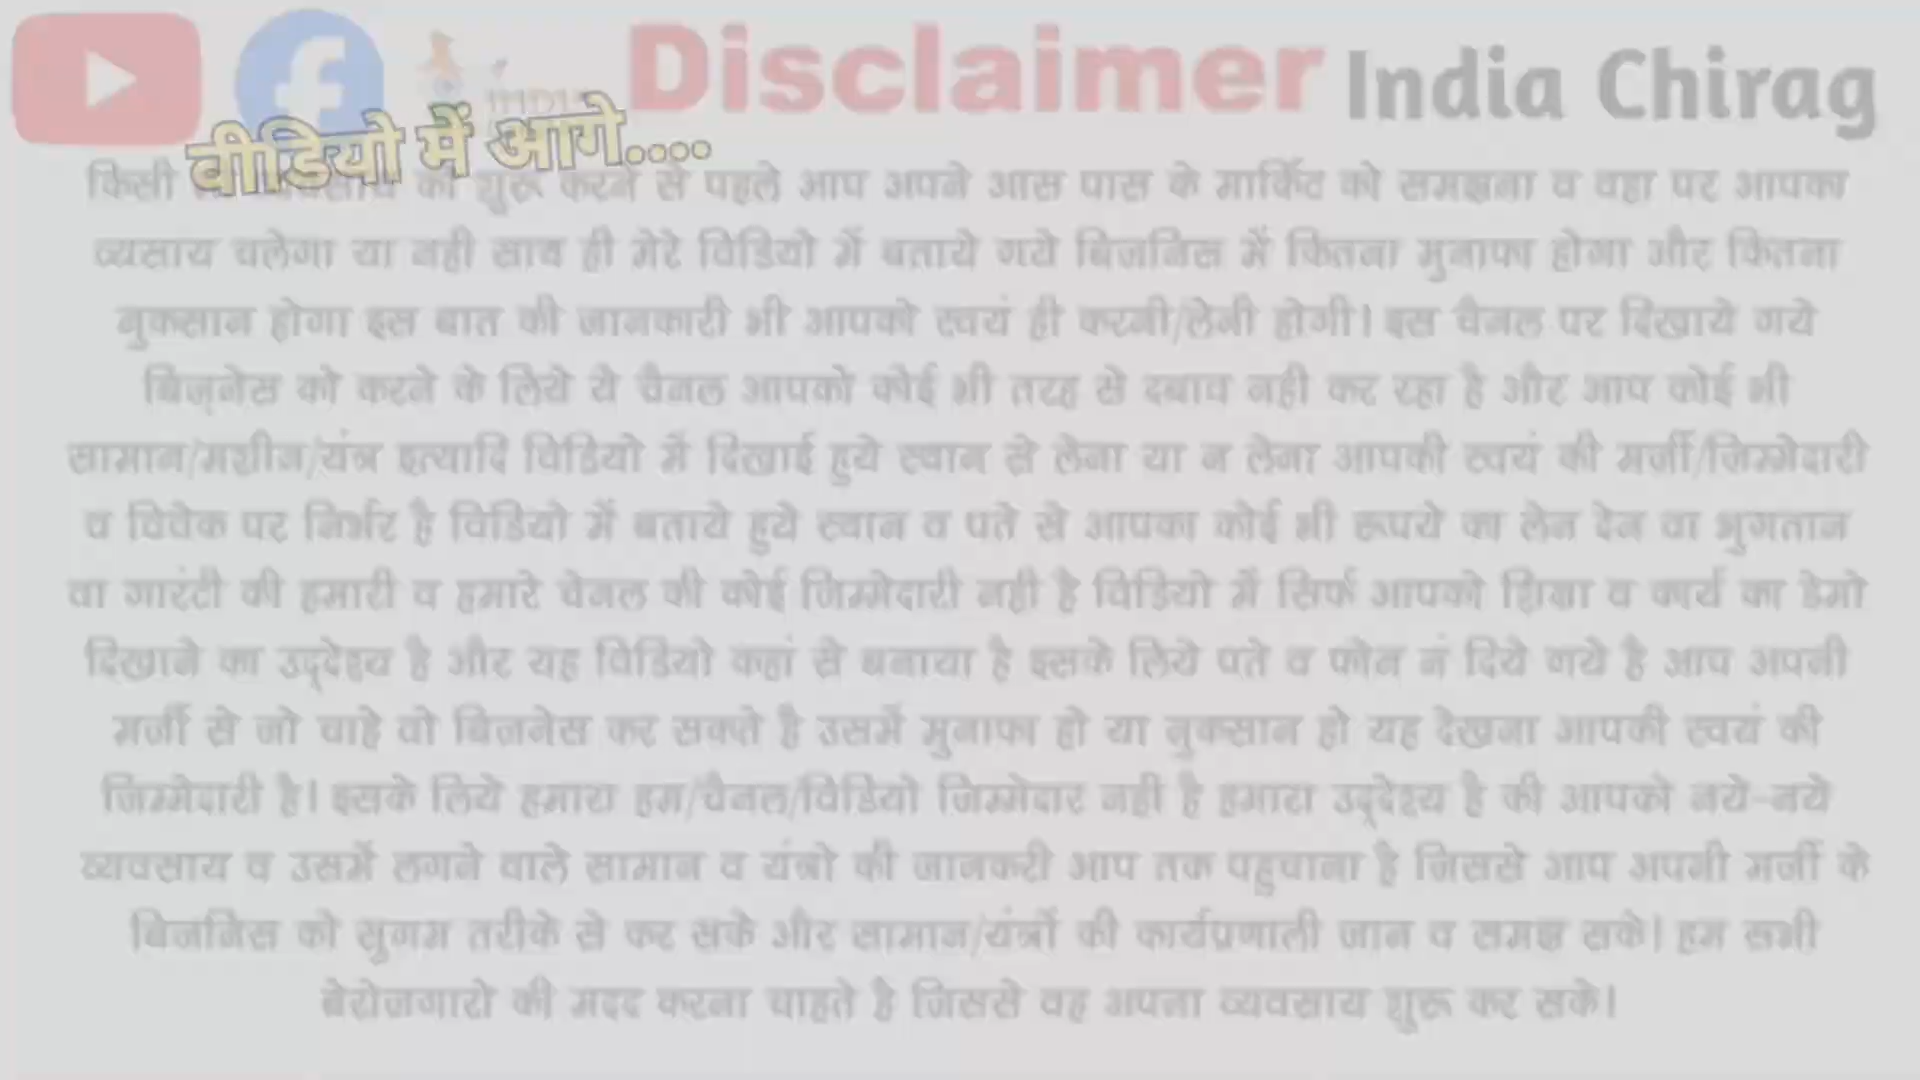 Disclaimer India Chirag
INDIA
वीडियो में आगे....
किसी को शुरू करने से पहले आप अपने आस पास के मार्किट को समझना व वहा पर आपका
व्यसाय चलेगा या नही साथ ही मेरे विडियो में बताये गये बिजनिस में कितना मुनाफा होगा और कितना
नुकसान होगा इस बात की जानकारी भी आपको स्वयं ही करनी/लेनी होगी। इस चैनल पर दिखाये गये
बिज़नेस को करने के लिये ये चैनल आपको कोई भी तरह से दबाव नही कर रहा है और आप कोई भी
सामान/मशीन/यंत्र इत्यादि विडियो में दिखाई हुये स्थान से लेना या न लेना आपकी स्वयं की मर्जी/जिम्मेदारी
व विवेक पर निर्भर है विडियो में बताये हुये स्थान व पते से आपका कोई भी रूपये का लेन देन वा भुगतान
वा गारंटी की हमारी व हमारे चेनल की कोई जिम्मेदारी नही है विडियो में सिर्फ आपको शिक्षा व कार्य का डेमो
दिखाने का उद्देश्य है और यह विडियो कहां से बनाया है इसके लिये पते व फोन नं दिये गये है आप अपनी
मर्जी से जो चाहे वो बिजनेस कर सकते है उसमें मुनाफा हो या नुकसान हो यह देखना आपकी स्वयं की
जिम्मेदारी है। इसके लिये हमारा हम/चैनल/विडियो जिम्मेदार नही है हमारा उद्देश्य है की आपको नये-नये
व्यवसाय व उसमें लगने वाले सामान व यंत्रो की जानकरी आप तक पहुचाना है जिससे आप अपनी मर्जी के
बिजनिस को सुगम तरीके से कर सके और सामान/यंत्रों की कार्यप्रणाली जान व समझ सके। हम सभी
बेरोजगारो की मदद करना चाहते है जिससे वह अपना व्यवसाय शुरू कर सके।